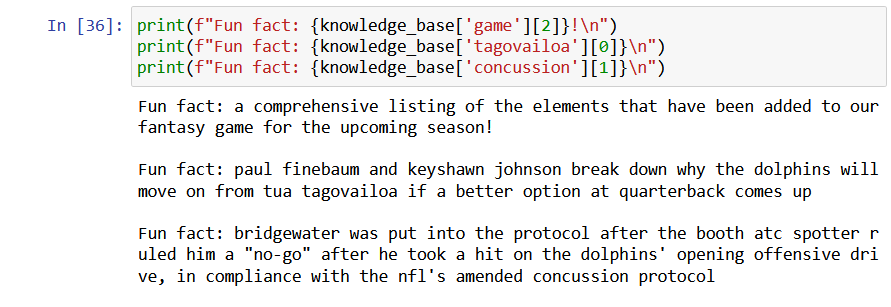 In [36]: print(f"Fun fact: {knowledge_base['game'][2]}!\n")
print(f"Fun fact: {knowledge_base['tagovailoa'][0]}\n")
print(f"Fun fact: {knowledge_base['concussion'][1]}\n")
Fun fact: a comprehensive listing of the elements that have been added to our
fantasy game for the upcoming season!
Fun fact: paul finebaum and keyshawn johnson break down why the dolphins will
move on from tua tagovailoa if a better option at quarterback comes up
Fun fact: bridgewater was put into the protocol after the booth atc spotter r
uled him a "no-go" after he took a hit on the dolphins' opening offensive dri
ve, in compliance with the nfl's amended concussion protocol